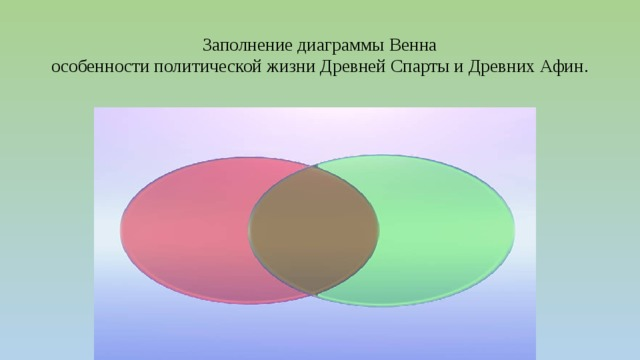 Заполнение диаграммы Венна
особенности политической жизни Древней Спарты и Древних Афин.